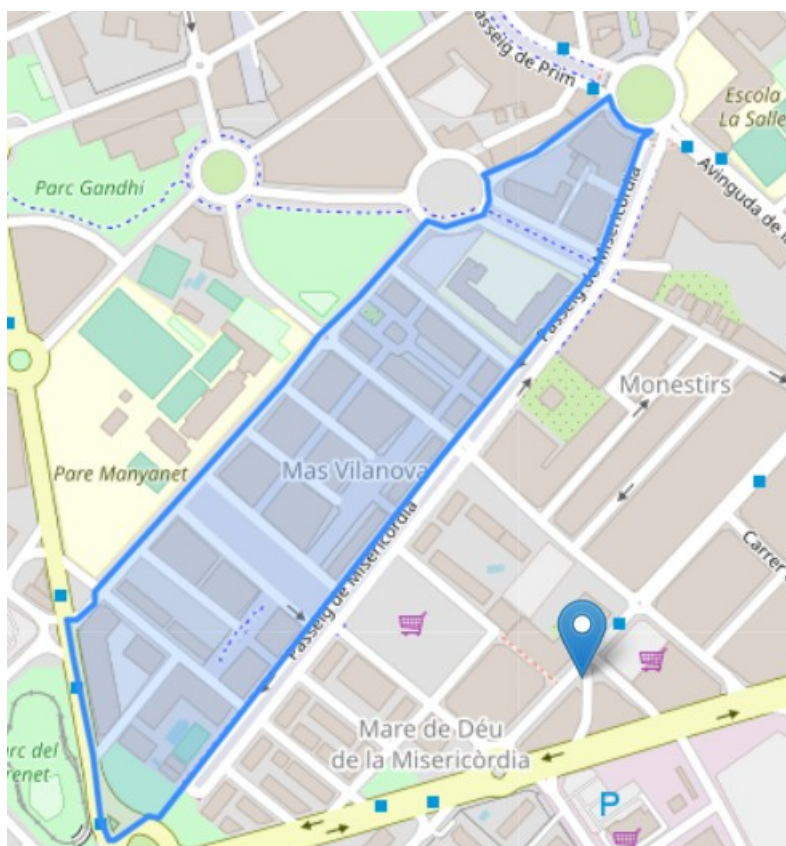 Passeig de Prim
Escola
La Salle
Parc Gandhi
Avinguda de la
Passeig de Misericòrdia
Monestirs
Mas Vilanova
Pare Manyanet
Passeig de Misericòrdia
Carrer
Mare de Déu
de la Misericòrdia
P